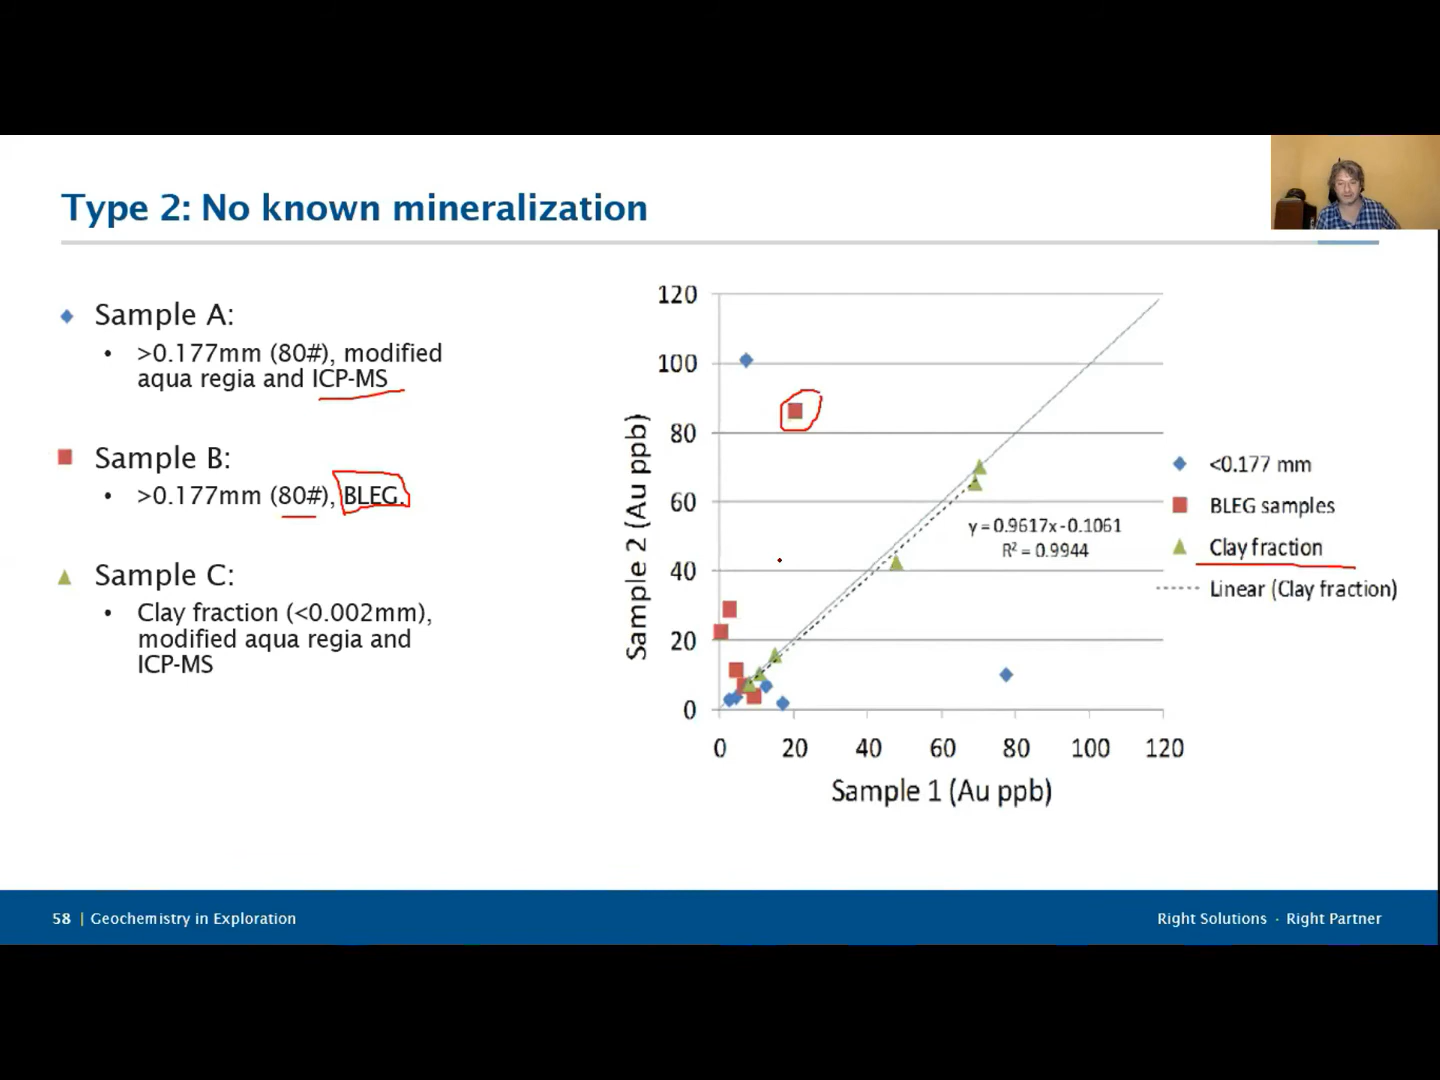 Type 2: No known mineralization
Sample A:
• >0.177mm (80#), modified
aqua regia and ICP-MS
Sample B:
• >0.177mm (80#), BLEG.
Sample C:
• Clay fraction (<0.002mm),
modified aqua regia and
ICP-MS
120
100
80
60
40
20
0
0 20 40 60 80 100 120
Sample 2 (Au ppb)
Sample 1 (Au ppb)
y = 0.9617x - 0.1061
R² = 0.9944
<0.177 mm
BLEG samples
Clay fraction
Linear (Clay fraction)
58 | Geochemistry in Exploration
Right Solutions · Right Partner